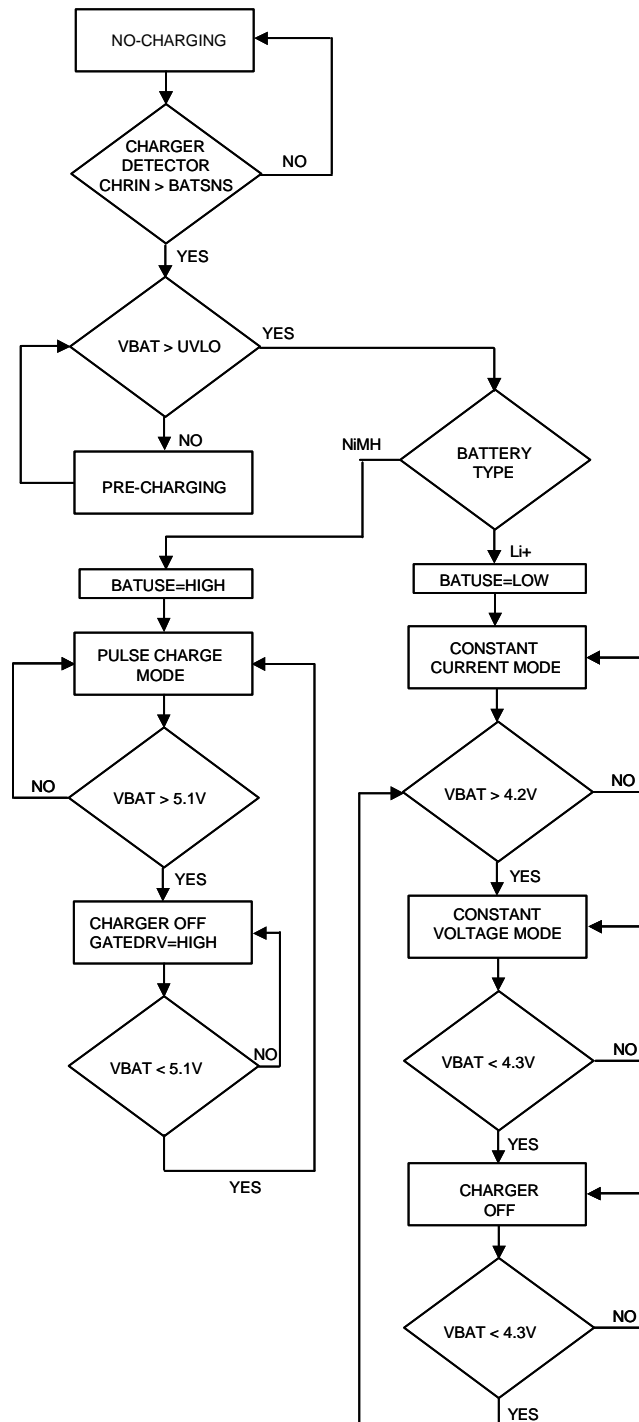 NO-CHARGING
CHARGER
DETECTOR
CHRIN > BATSNS
NO
YES
VBAT > UVLO
YES
NO
PRE-CHARGING
NiMH
BATTERY
TYPE
Li+
BATUSE=HIGH
BATUSE=LOW
PULSE CHARGE
MODE
CONSTANT
CURRENT MODE
NO
VBAT > 5.1V
VBAT > 4.2V
NO
YES
YES
CHARGER OFF
GATEDRV=HIGH
CONSTANT
VOLTAGE MODE
VBAT < 5.1V
NO
VBAT < 4.3V
NO
YES
YES
CHARGER
OFF
VBAT < 4.3V
NO
YES